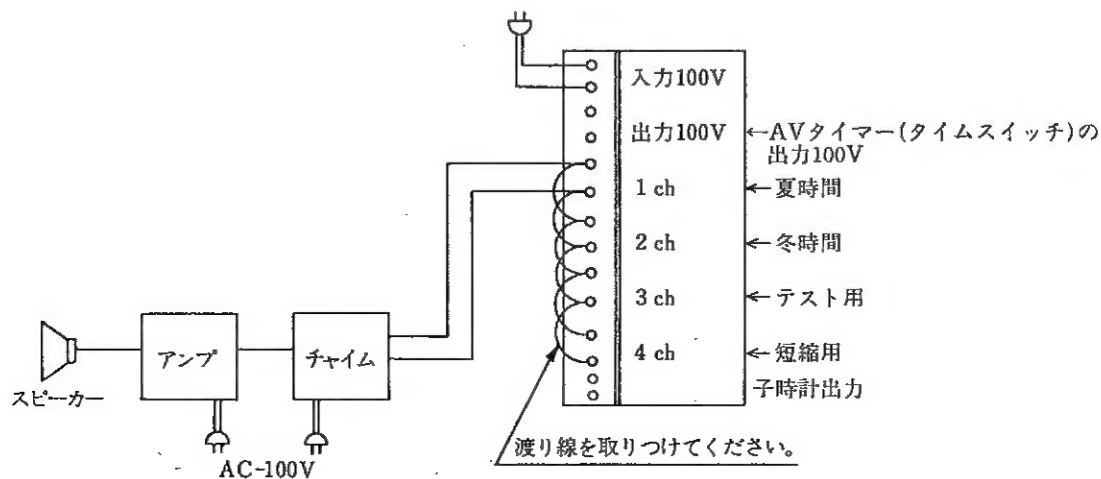 入力100V
出力100V
←AVタイマー(タイムスイッチ)の
出力100V
1 ch
←夏時間
2 ch
←冬時間
3 ch
←テスト用
4 ch
←短縮用
子時計出力
アンプ
チャイム
スピーカー
AC-100V
渡り線を取りつけてください。